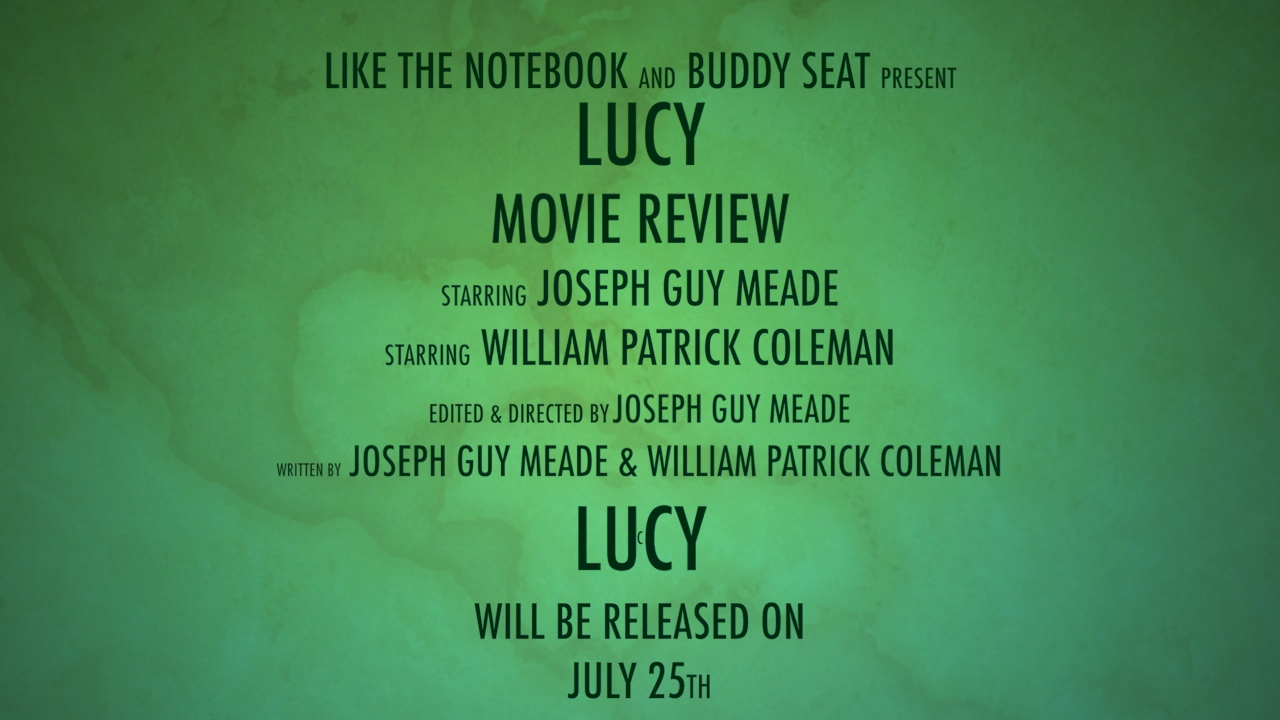 LIKE THE NOTEBOOK AND BUDDY SEAT PRESENT
LUCY
MOVIE REVIEW
STARRING JOSEPH GUY MEADE
STARRING WILLIAM PATRICK COLEMAN
EDITED & DIRECTED BY JOSEPH GUY MEADE
WRITTEN BY JOSEPH GUY MEADE & WILLIAM PATRICK COLEMAN
LUcCY
WILL BE RELEASED ON
JULY 25TH